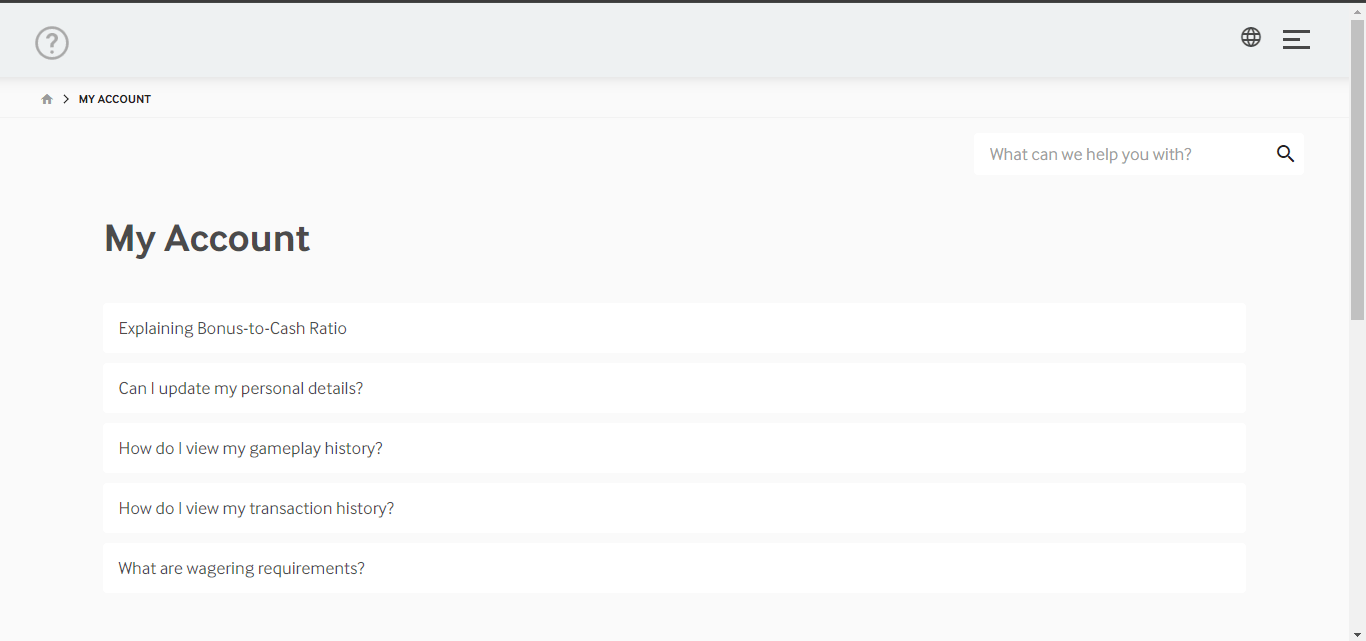 MY ACCOUNT
What can we help you with?
My Account
Explaining Bonus-to-Cash Ratio
Can I update my personal details?
How do I view my gameplay history?
How do I view my transaction history?
What are wagering requirements?